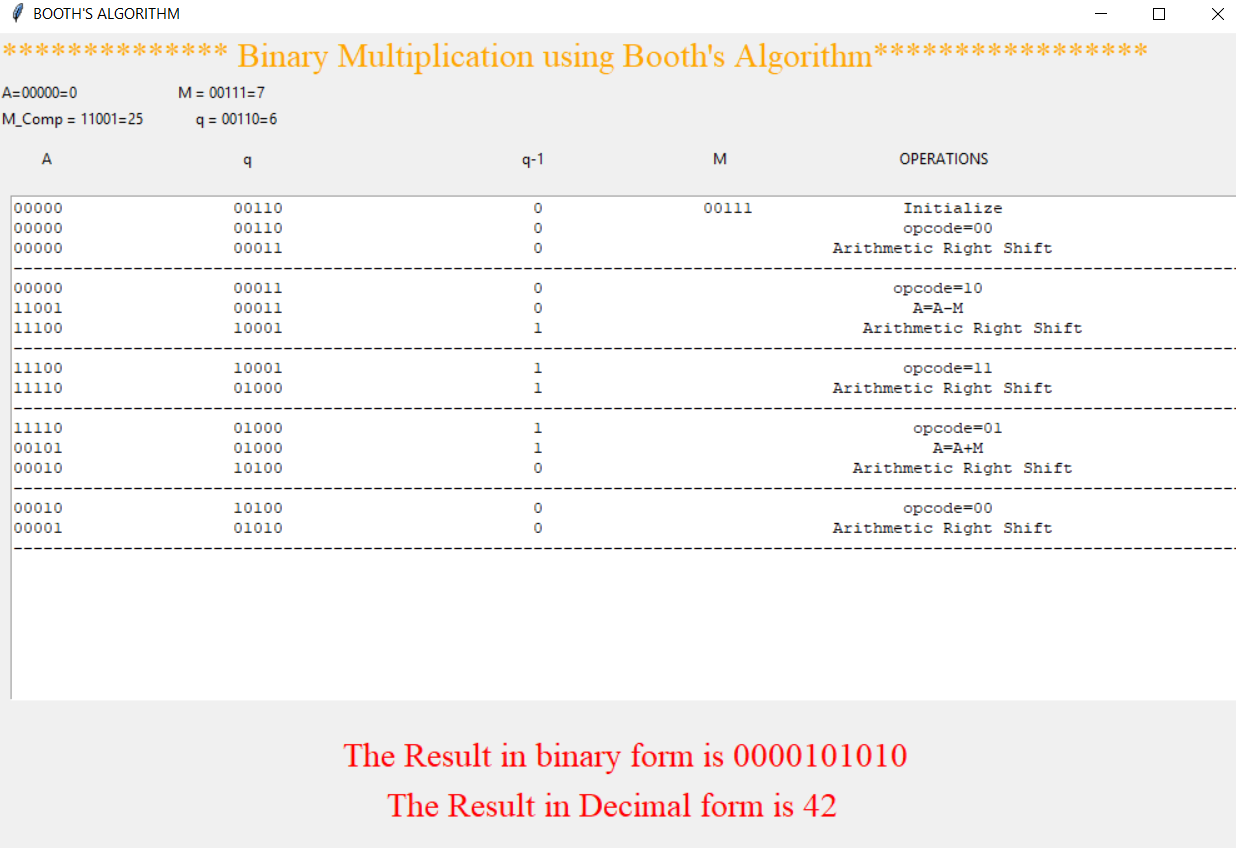 BOOTH'S ALGORITHM
************** Binary Multiplication using Booth's Algorithm*****************
A=00000=0 M = 00111=7
M_Comp = 11001=25 q = 00110=6
A q q-1 M OPERATIONS
00000 00110 0 00111 Initialize
00000 00110 0 opcode=00
00000 00011 0 Arithmetic Right Shift
--------------------------------------------------------------------------------------------------------------------------
00000 00011 0 opcode=10
11001 00011 0 A=A-M
11100 10001 1 Arithmetic Right Shift
--------------------------------------------------------------------------------------------------------------------------
11100 10001 1 opcode=11
11110 01000 1 Arithmetic Right Shift
--------------------------------------------------------------------------------------------------------------------------
11110 01000 1 opcode=01
00101 01000 1 A=A+M
00010 10100 0 Arithmetic Right Shift
--------------------------------------------------------------------------------------------------------------------------
00010 10100 0 opcode=00
00001 01010 0 Arithmetic Right Shift
--------------------------------------------------------------------------------------------------------------------------
The Result in binary form is 0000101010
The Result in Decimal form is 42